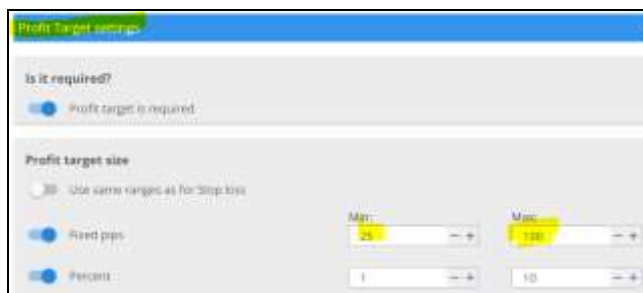 Profit Target settings
Is it required?
Profit target is required
Profit target size
Use same ranges as for Stop loss
Min: Max:
Fixed pips 25 - + 100 - +
Percent 1 - + 10 - +